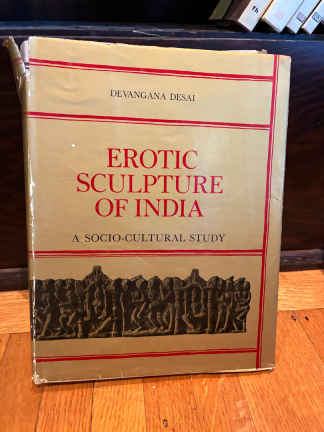 DEVANGANA DESAI
EROTIC
SCULPTURE
OF INDIA
A SOCIO-CULTURAL STUDY